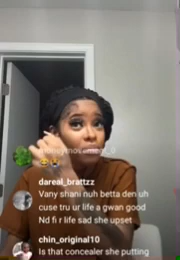 dareal_brattzz
Vany shani nuh betta den uh
cuse tru ur life a gwan good
Nd fi r life sad she upset
chin_original10
Is that concealer she putting